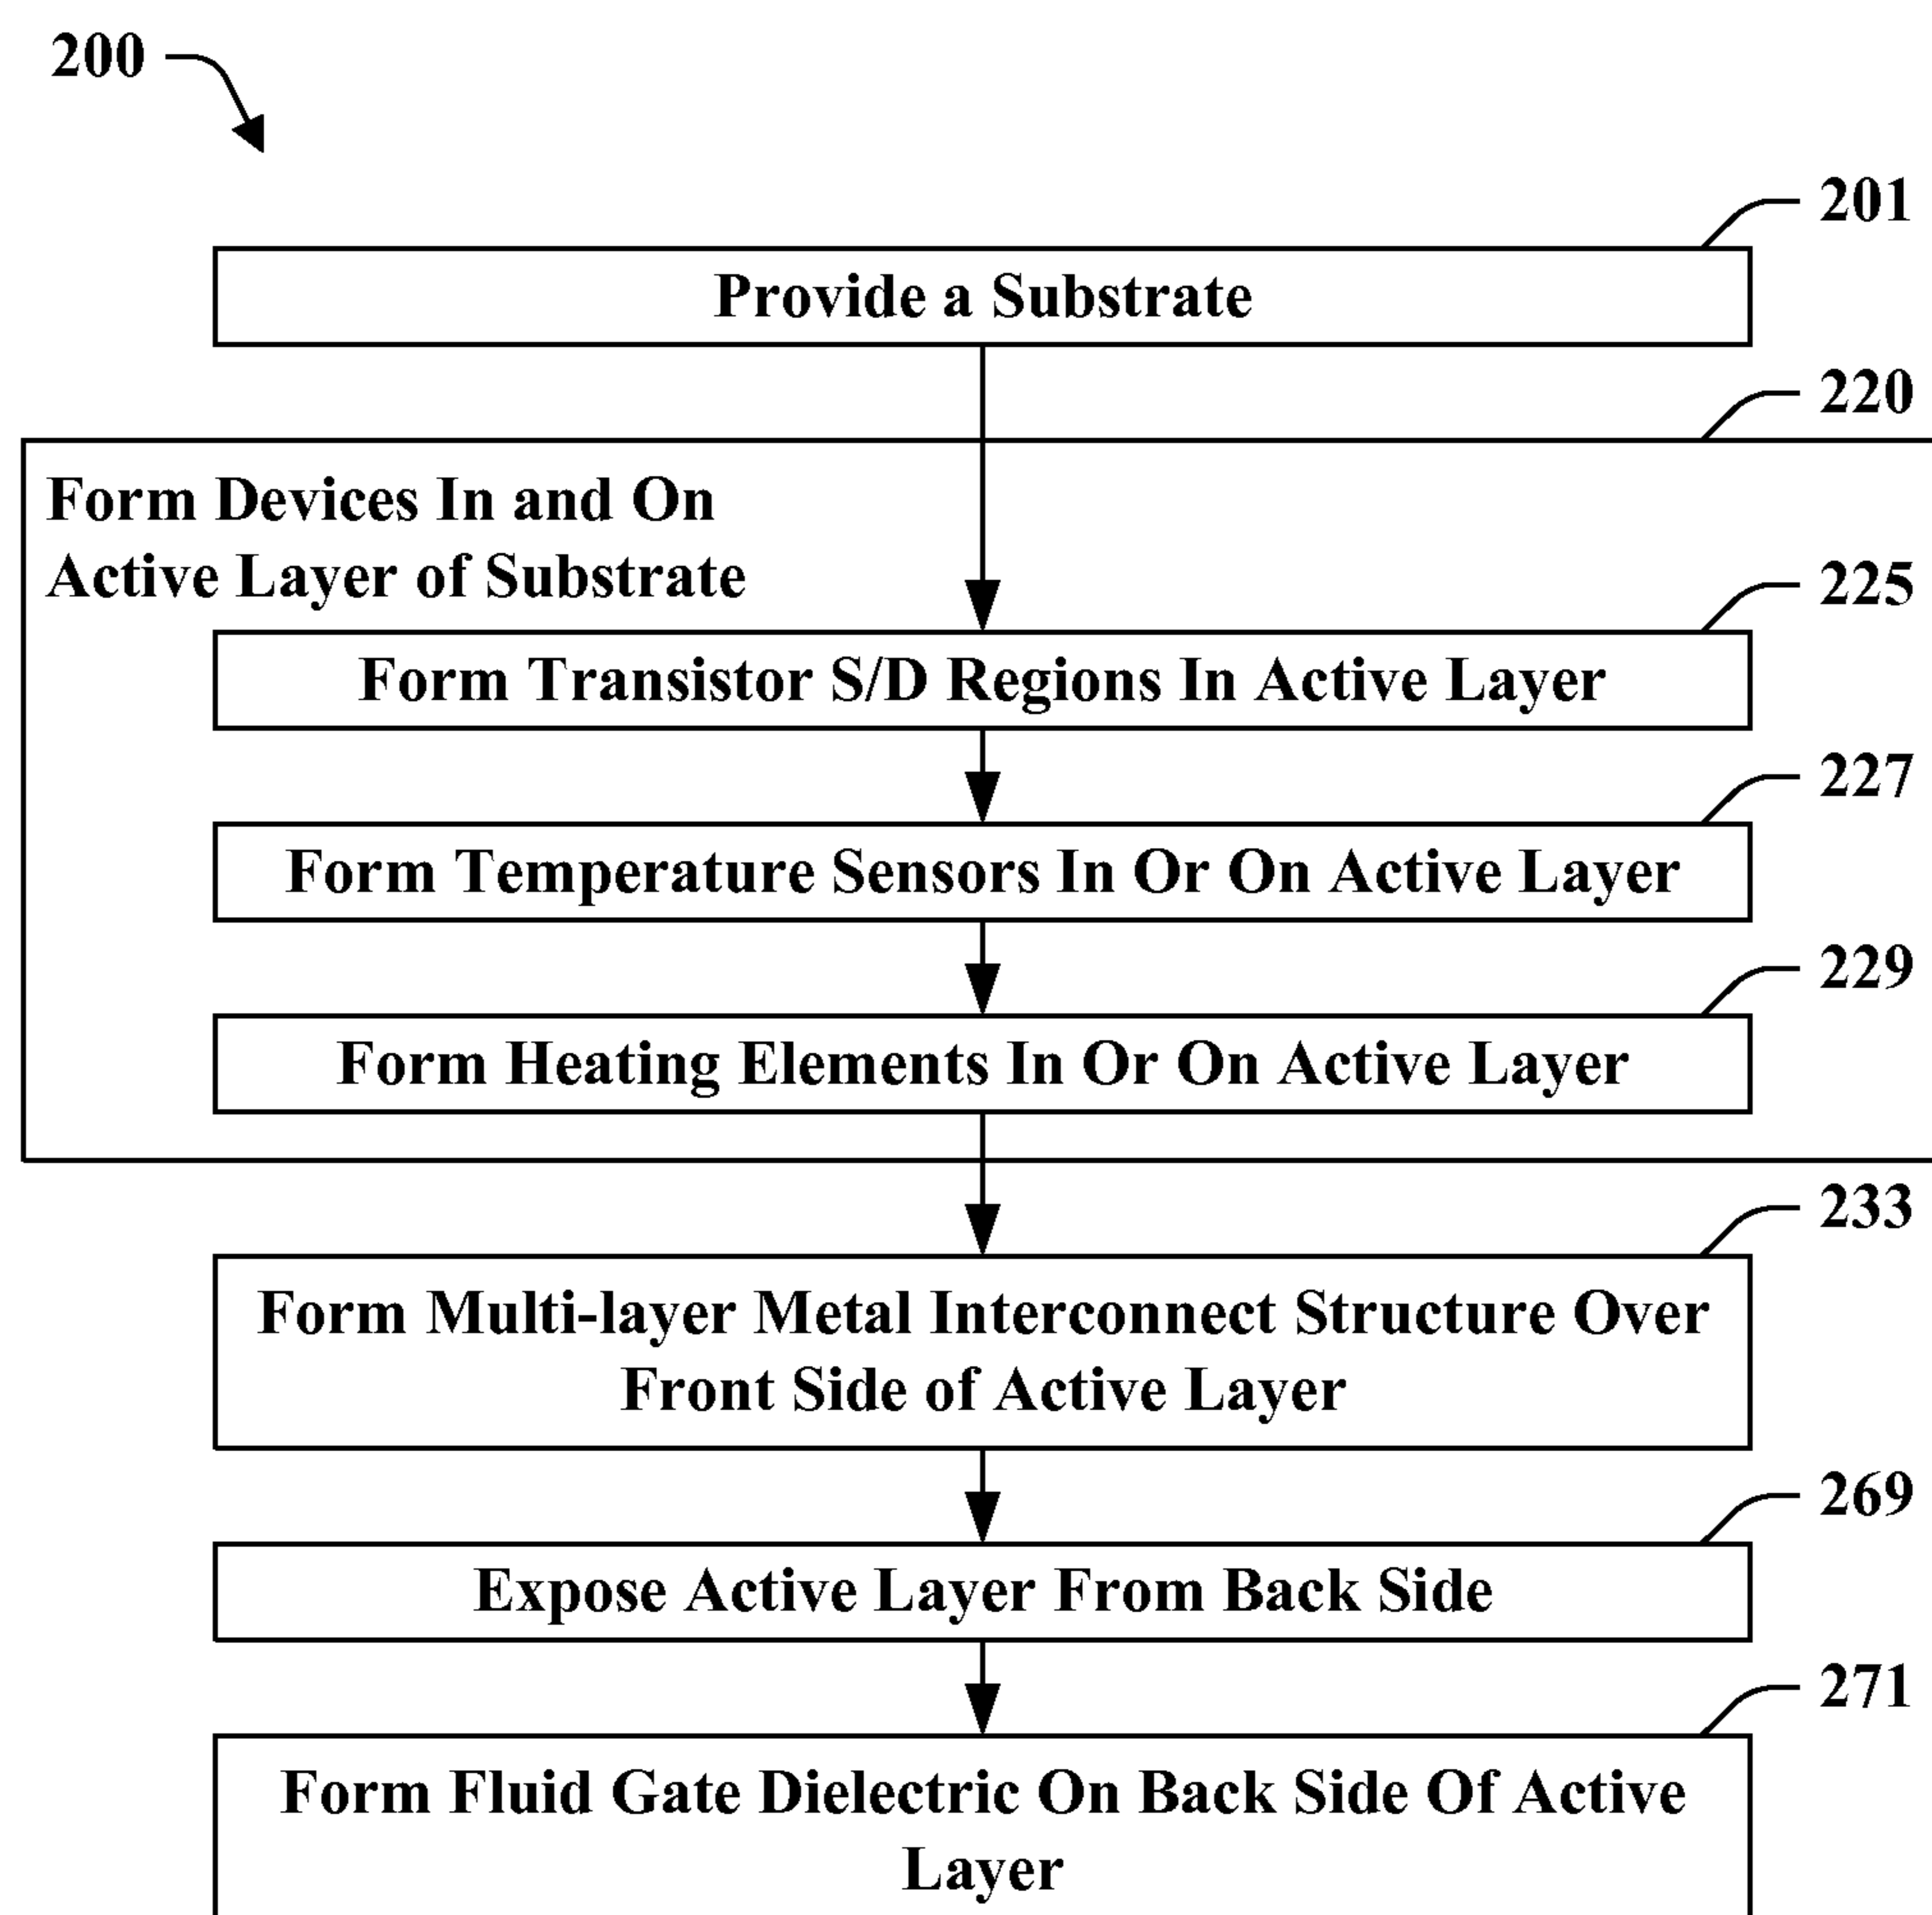 200
201
Provide a Substrate
220
Form Devices In and On
Active Layer of Substrate
225
Form Transistor S/D Regions In Active Layer
227
Form Temperature Sensors In Or On Active Layer
229
Form Heating Elements In Or On Active Layer
233
Form Multi-layer Metal Interconnect Structure Over
Front Side of Active Layer
269
Expose Active Layer From Back Side
271
Form Fluid Gate Dielectric On Back Side Of Active
Layer